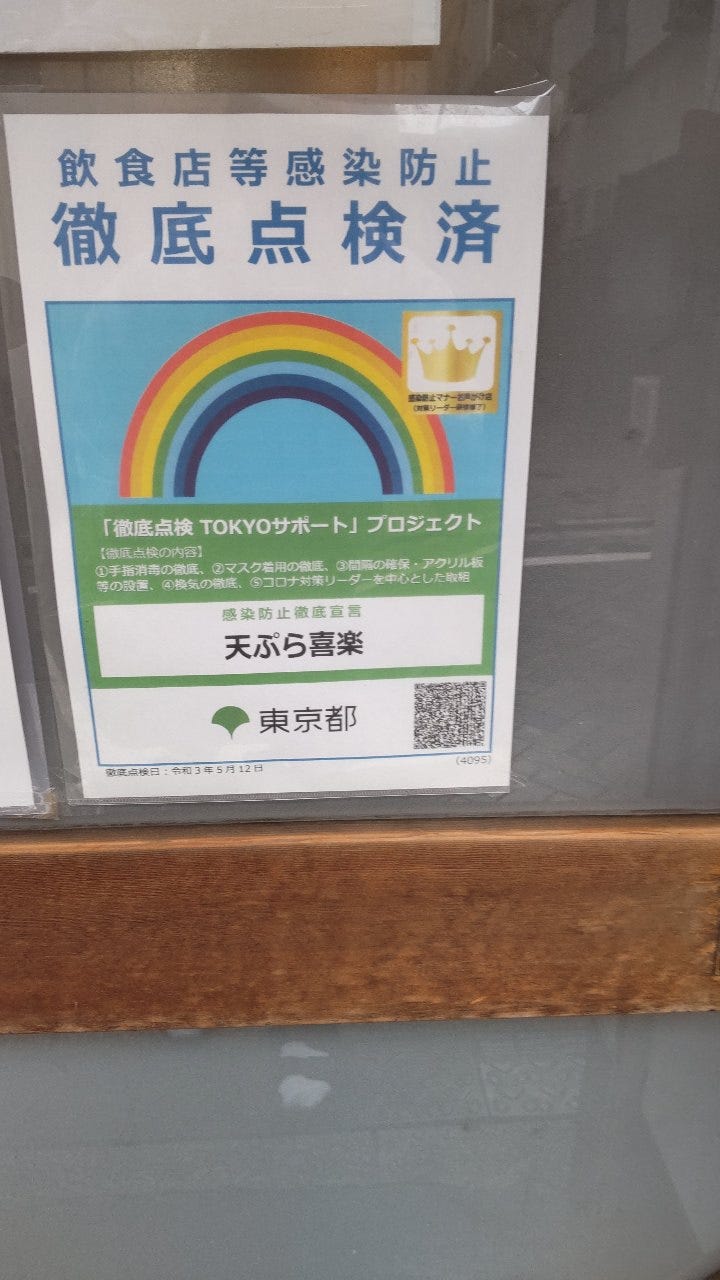 飲食店等感染防止
徹底点検済
感染防止マナーお声がけ店
(対策リーダー研修修了)
「徹底点検 TOKYOサポート」プロジェクト
【徹底点検の内容】
①手指消毒の徹底、②マスク着用の徹底、③間隔の確保・アクリル板
等の設置、④換気の徹底、⑤コロナ対策リーダーを中心とした取組
感染防止徹底宣言
天ぷら喜楽
東京都
徹底点検日：令和3年5月12日
(4095)